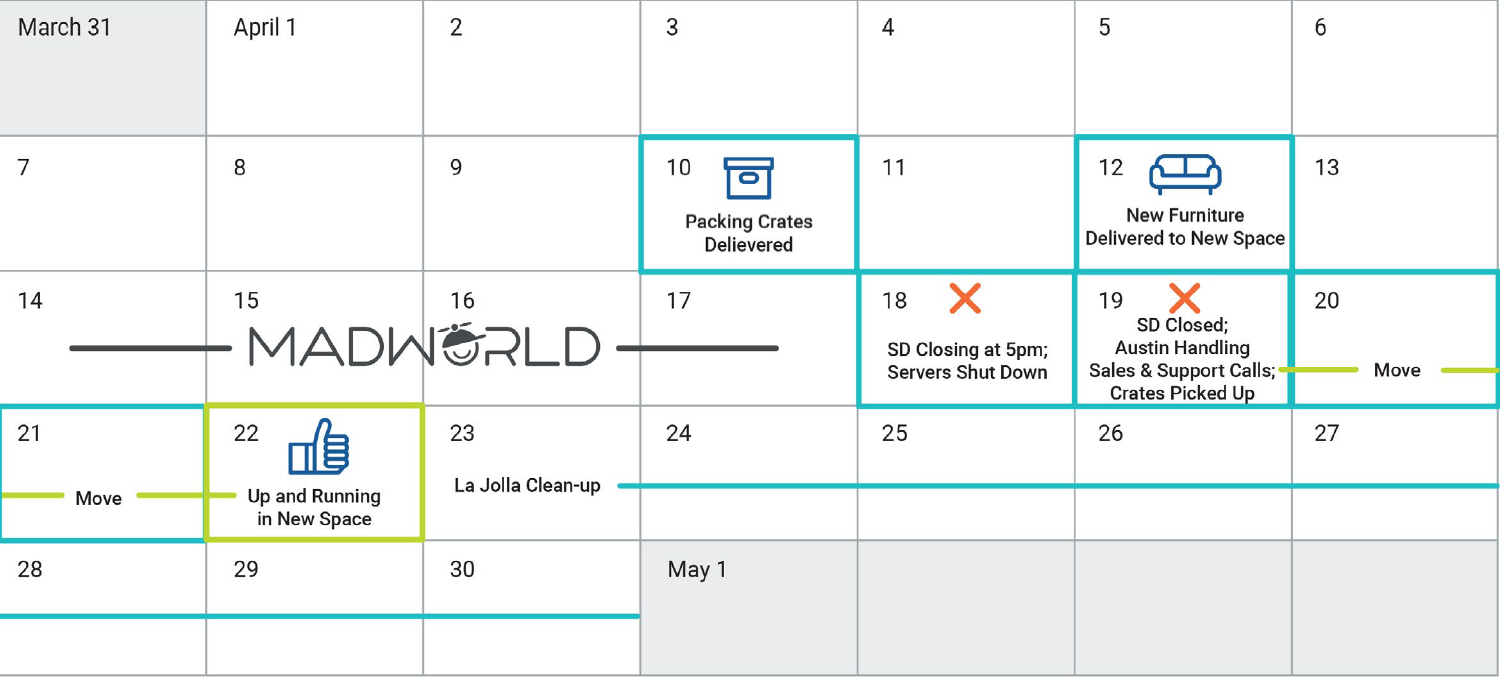 March 31
April 1
2
3
4
5
6
7
8
9
10
Packing Crates
Delievered
11
12
New Furniture
Delivered to New Space
13
14
15
16
17
MADWORLD
18
SD Closing at 5pm;
Servers Shut Down
19
SD Closed;
Austin Handling
Sales & Support Calls;
Crates Picked Up
20
Move
21
Move
22
Up and Running
in New Space
23
La Jolla Clean-up
24
25
26
27
28
29
30
May 1